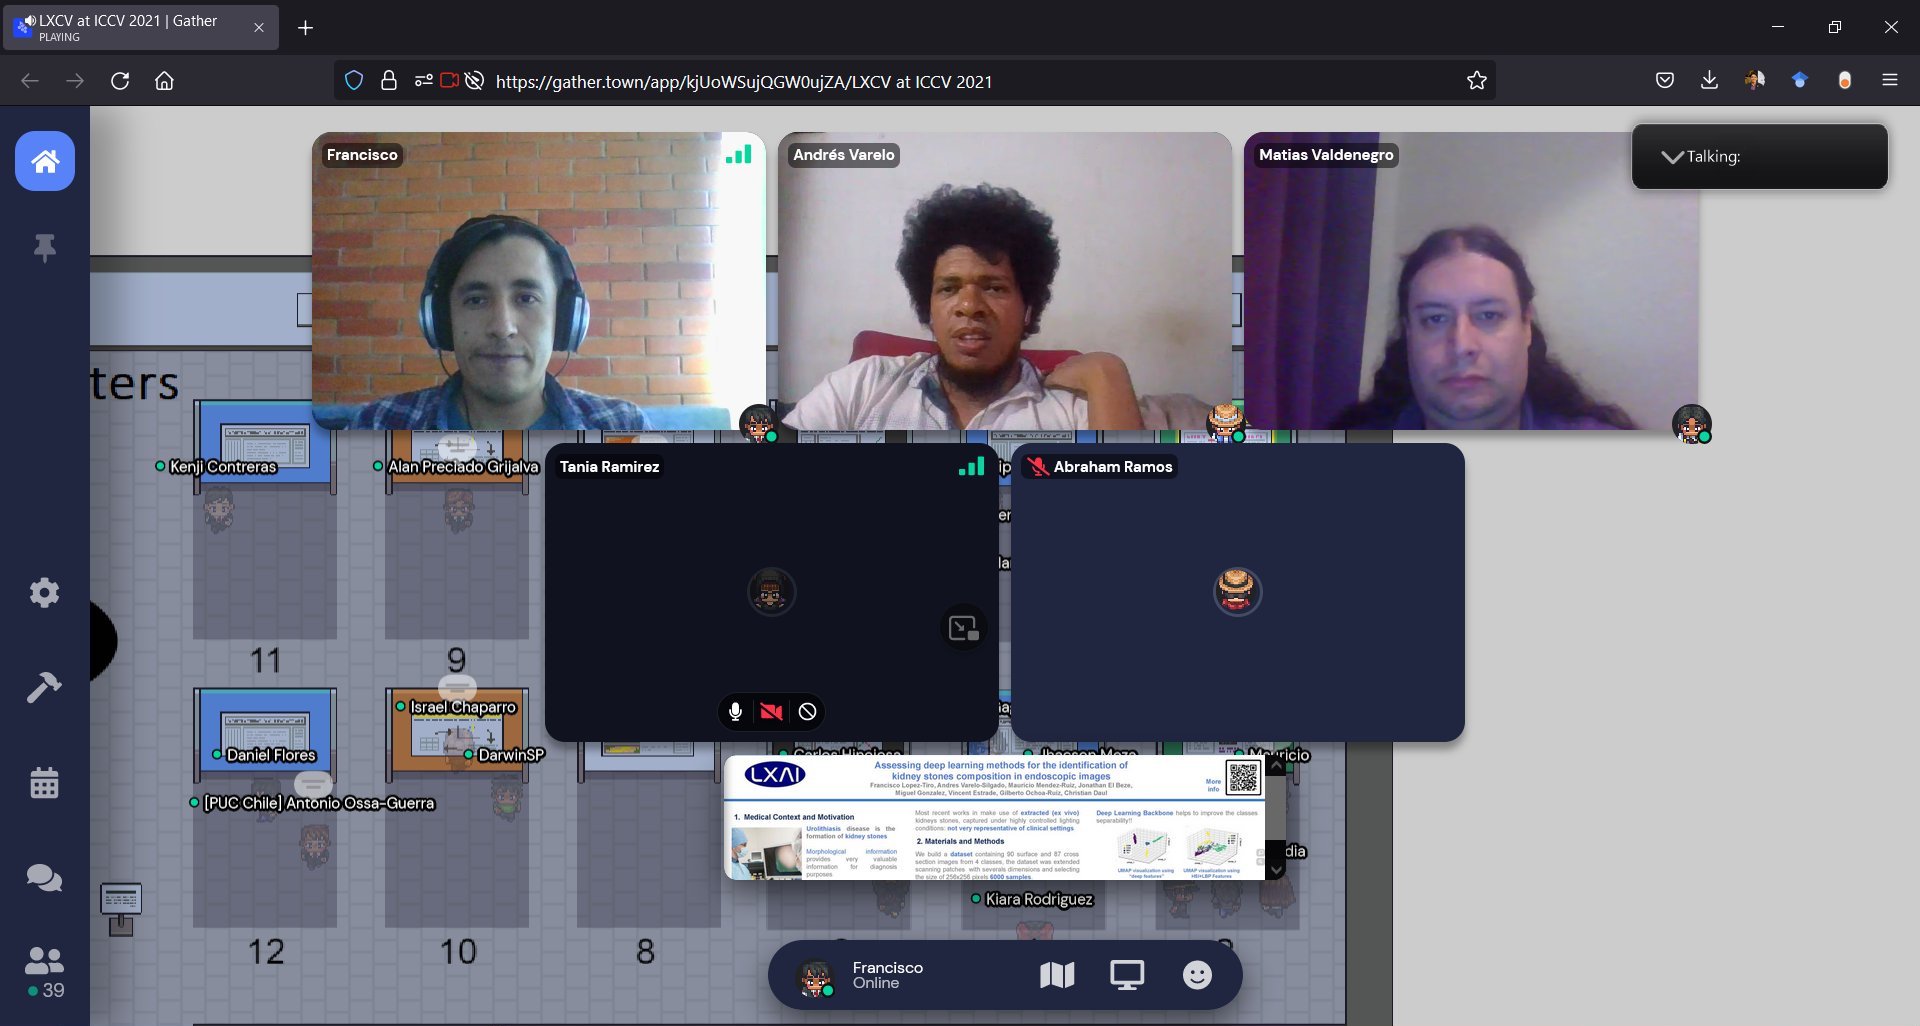 LXCV at ICCV 2021 | Gather
PLAYING
https://gather.town/app/kjUoWSujQGW0ujZA/LXCV at ICCV 2021
Francisco
Andrés Varelo
Matias Valdenegro
Talking:
ters
Kenji Contreras
Alan Preciado Grijalva
Tania Ramirez
Abraham Ramos
11
9
Israel Chaparro
Daniel Flores
DarwinSP
Carlos Hinojosa
Jhacson Meza
Mauricio
[PUC Chile] Antonio Ossa-Guerra
LXAI
Assessing deep learning methods for the identification of
kidney stones composition in endoscopic images
Francisco Lopez-Tiro, Andres Varelo-Silgado, Mauricio Mendez-Ruiz, Jonathan El Beze,
Miguel Gonzalez, Vincent Estrade, Gilberto Ochoa-Ruiz, Christian Daul
More
info
1. Medical Context and Motivation
Urolithiasis disease is the
formation of kidney stones
Morphological information
provides very valuable
information for diagnosis
purposes
Most recent works in make use of extracted (ex vivo)
kidneys stones, captured under highly controlled lighting
conditions: not very representative of clinical settings
2. Materials and Methods
We build a dataset containing 90 surface and 87 cross
section images from 4 classes, the dataset was extended
scanning patches with severals dimensions and selecting
the size of 256x256 pixels 6000 samples
Deep Learning Backbone helps to improve the classes
separability!!
UMAP visualization using
"deep features"
UMAP visualization using
HSI+LBP Features
dia
Kiara Rodriguez
12
10
8
Francisco
Online
39